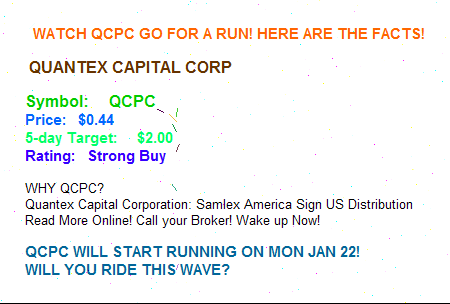 WATCH QCPC GO FOR A RUN! HERE ARE THE FACTS!
QUANTEX CAPITAL CORP
Symbol: QCPC
Price: $0.44
5-day Target: $2.00
Rating: Strong Buy
WHY QCPC?
Quantex Capital Corporation: Samlex America Sign US Distribution
Read More Online! Call your Broker! Wake up Now!
QCPC WILL START RUNNING ON MON JAN 22!
WILL YOU RIDE THIS WAVE?